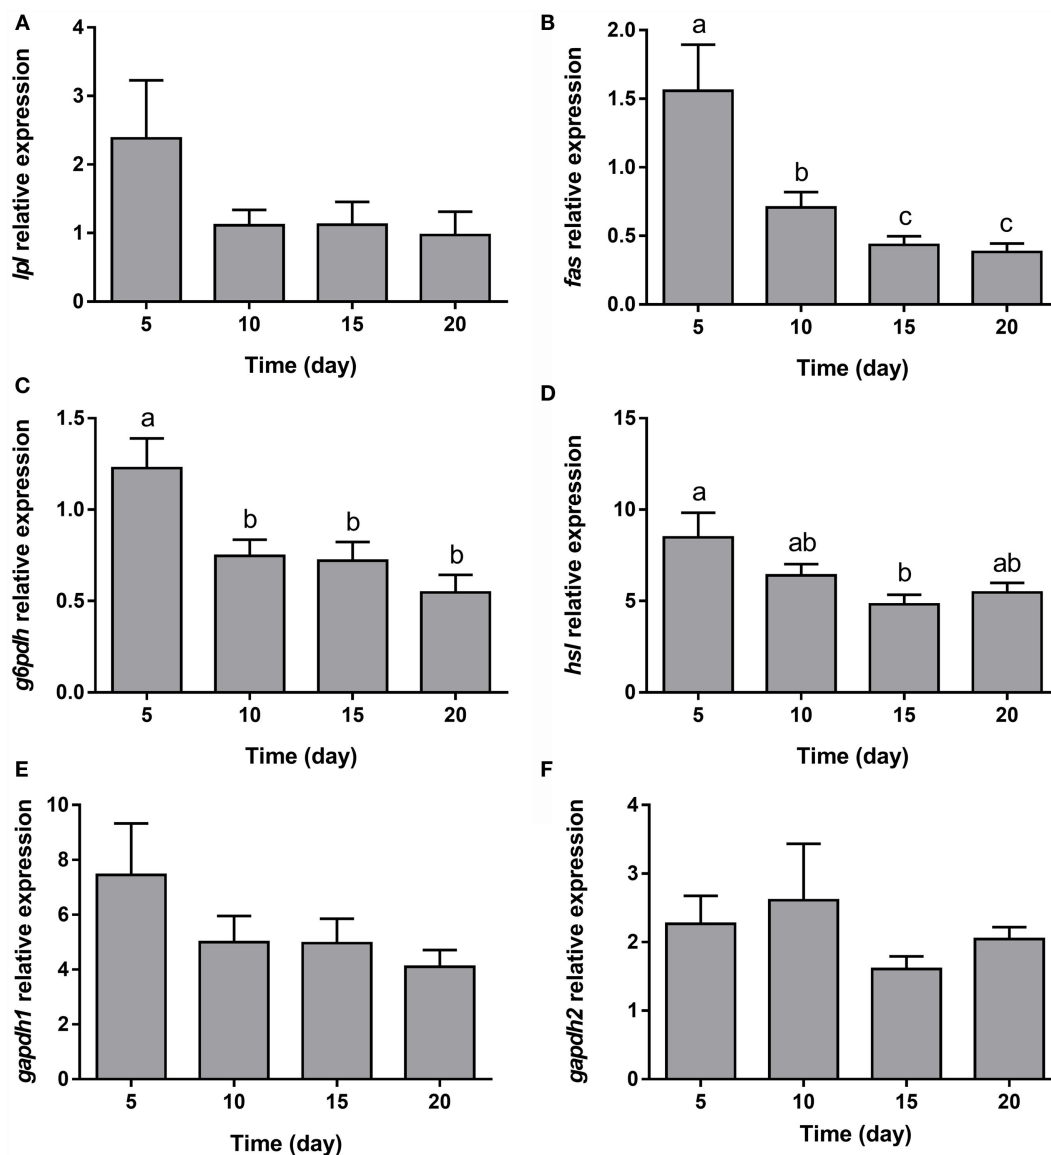 A
lpl relative expression
4
3
2
1
0
5 10 15 20
Time (day)
B
fas relative expression
2.0
1.5
1.0
0.5
0.0
a
b
c
c
5 10 15 20
Time (day)
C
g6pdh relative expression
1.5
1.0
0.5
0.0
a
b
b
b
5 10 15 20
Time (day)
D
hsl relative expression
15
10
5
0
a
ab
b
ab
5 10 15 20
Time (day)
E
gapdh1 relative expression
10
8
6
4
2
0
5 10 15 20
Time (day)
F
gapdh2 relative expression
4
3
2
1
0
5 10 15 20
Time (day)